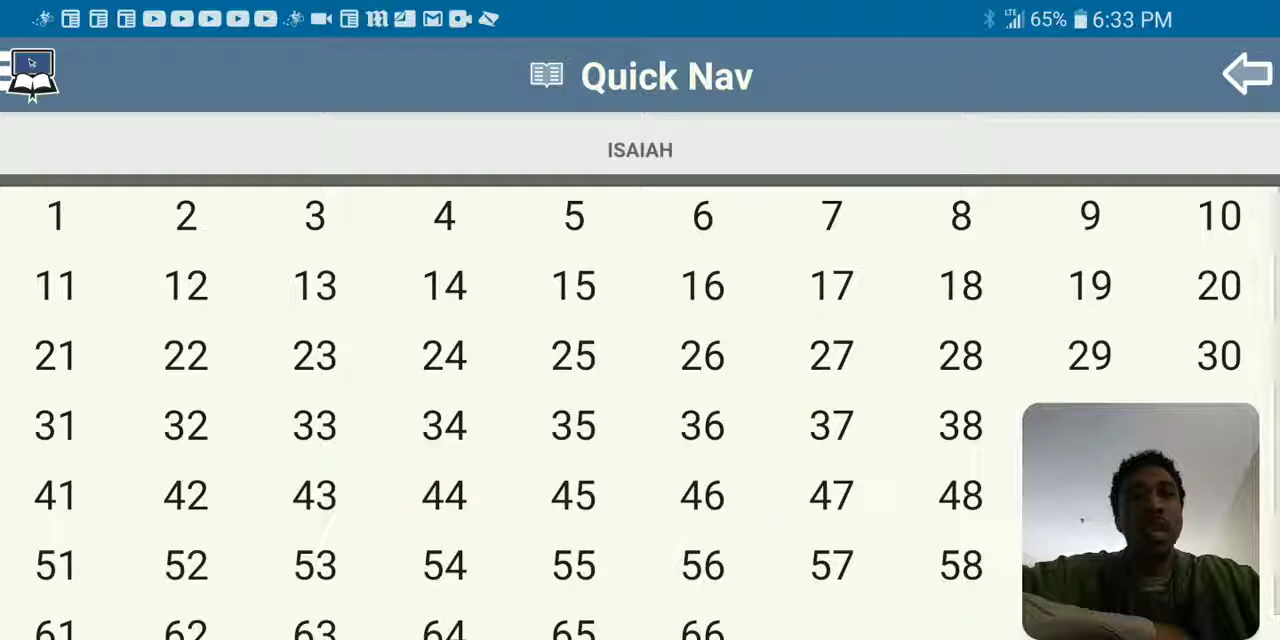 LTE 65% 6:33 PM
Quick Nav
ISAIAH
1 2 3 4 5 6 7 8 9 10
11 12 13 14 15 16 17 18 19 20
21 22 23 24 25 26 27 28 29 30
31 32 33 34 35 36 37 38
41 42 43 44 45 46 47 48
51 52 53 54 55 56 57 58
61 62 63 64 65 66